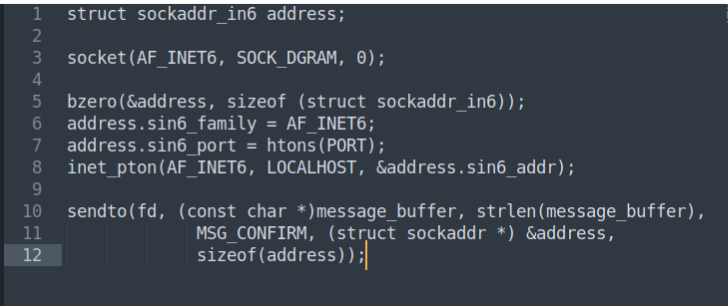 1 struct sockaddr_in6 address;
2
3 socket(AF_INET6, SOCK_DGRAM, 0);
4
5 bzero(&address, sizeof (struct sockaddr_in6));
6 address.sin6_family = AF_INET6;
7 address.sin6_port = htons(PORT);
8 inet_pton(AF_INET6, LOCALHOST, &address.sin6_addr);
9
10 sendto(fd, (const char *)message_buffer, strlen(message_buffer),
11 MSG_CONFIRM, (struct sockaddr *) &address,
12 sizeof(address));